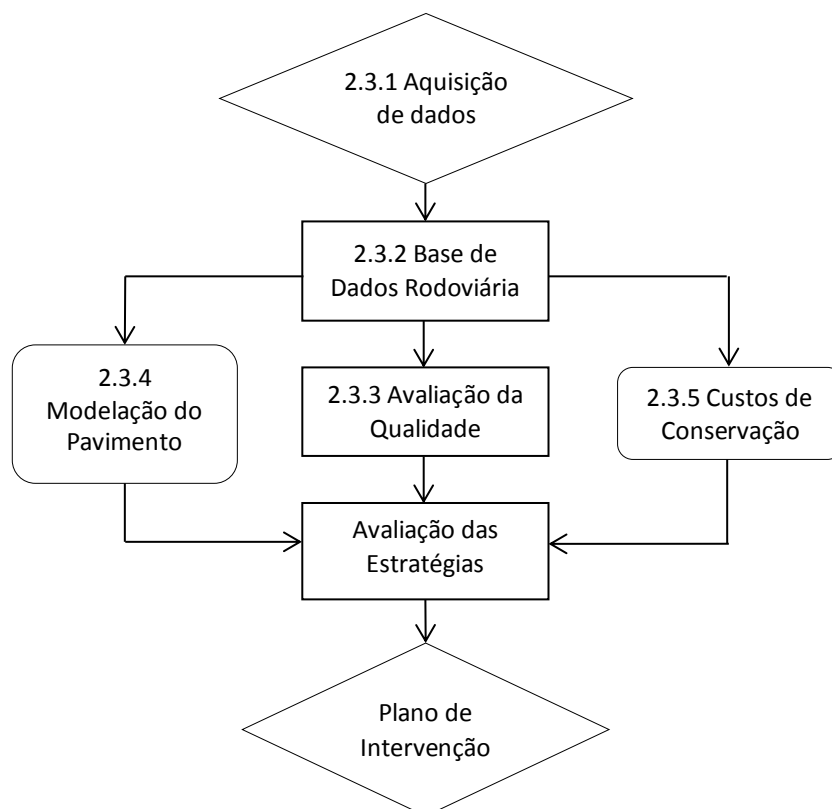 2.3.1 Aquisição
de dados
2.3.2 Base de
Dados Rodoviária
2.3.4
Modelação do
Pavimento
2.3.3 Avaliação da
Qualidade
2.3.5 Custos de
Conservação
Avaliação das
Estratégias
Plano de
Intervenção